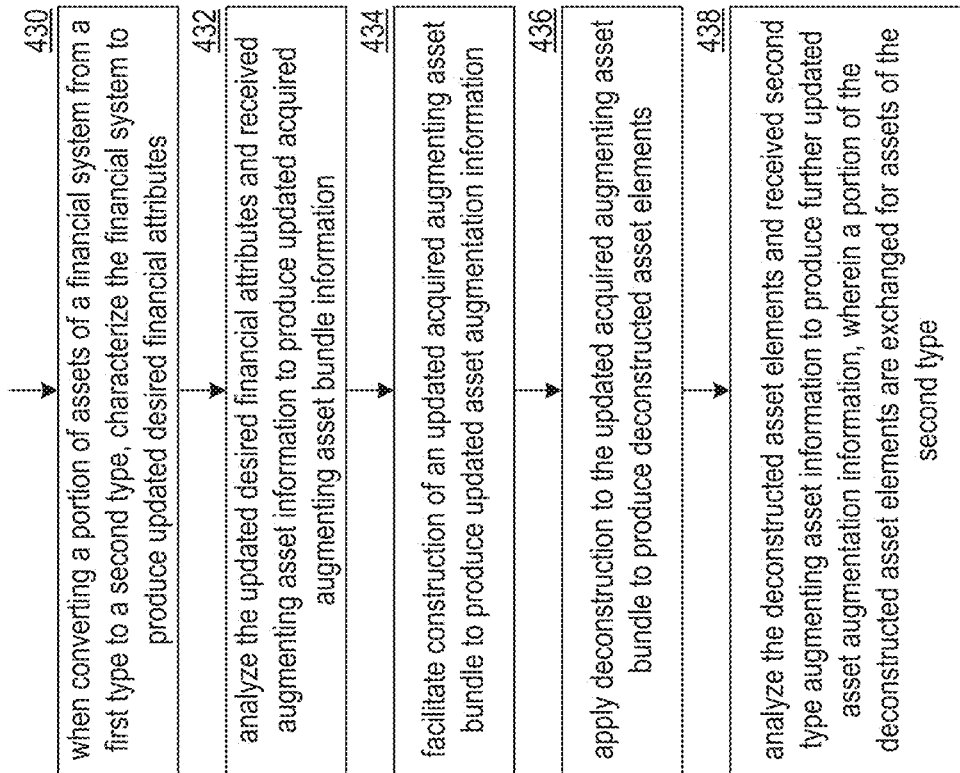 430
when converting a portion of assets of a financial system from a
first type to a second type, characterize the financial system to
produce updated desired financial attributes
432
analyze the updated desired financial attributes and received
augmenting asset information to produce updated acquired
augmenting asset bundle information
434
facilitate construction of an updated acquired augmenting asset
bundle to produce updated asset augmentation information
436
apply deconstruction to the updated acquired augmenting asset
bundle to produce deconstructed asset elements
438
analyze the deconstructed asset elements and received second
type augmenting asset information to produce further updated
asset augmentation information, wherein a portion of the
deconstructed asset elements are exchanged for assets of the
second type